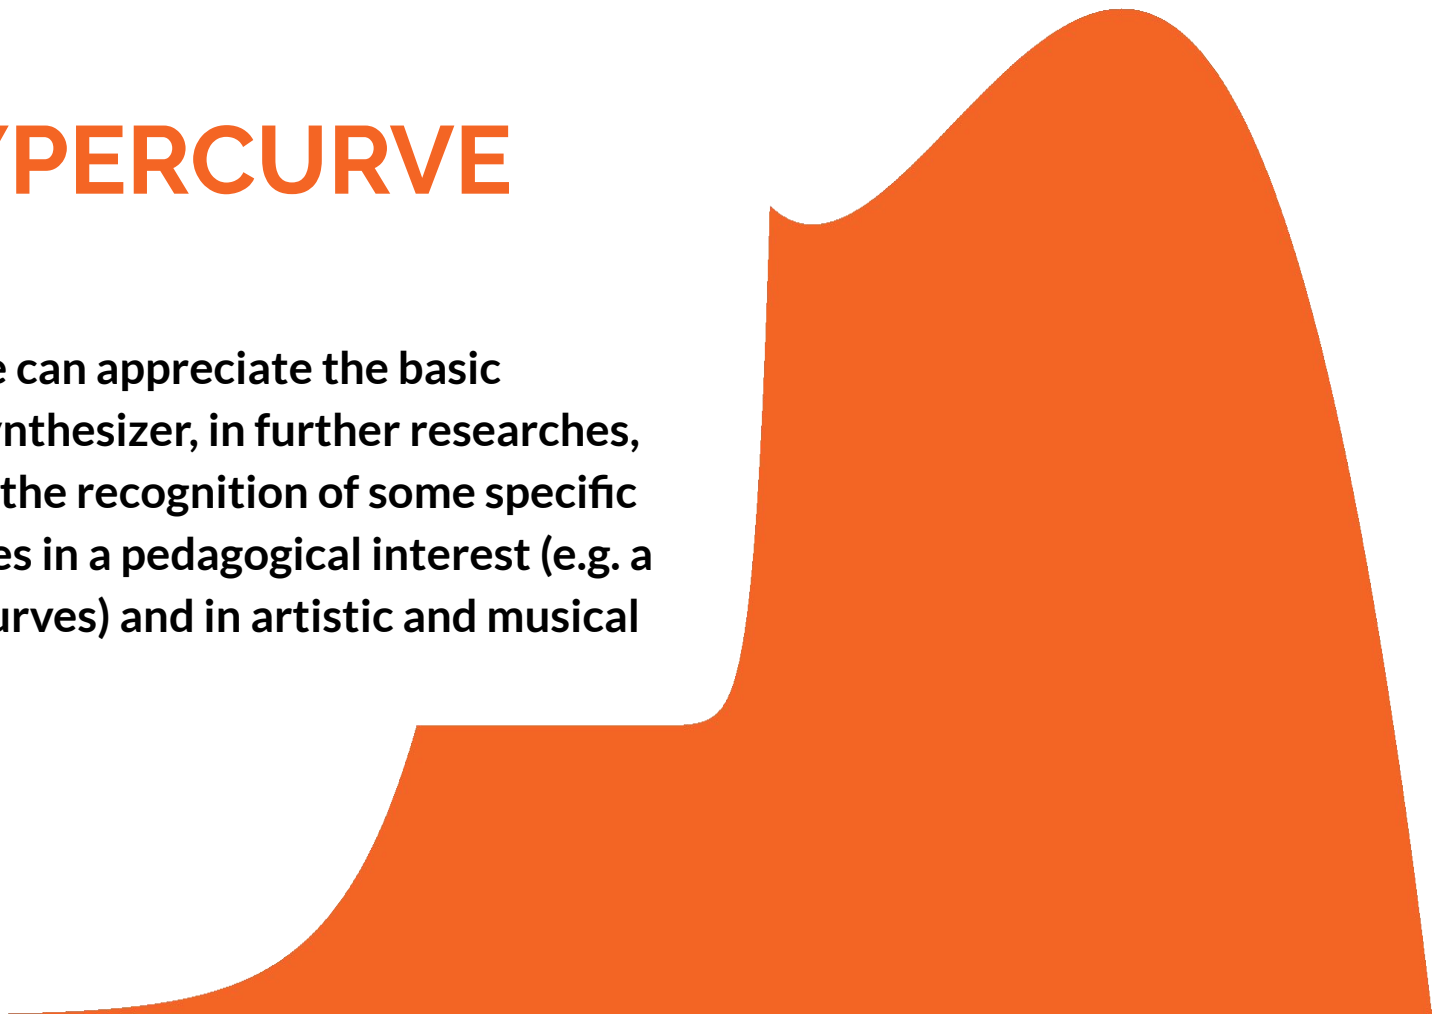 YPERCURVE
e can appreciate the basic
ynthesizer, in further researches,
the recognition of some specific
es in a pedagogical interest (e.g. a
urves) and in artistic and musical